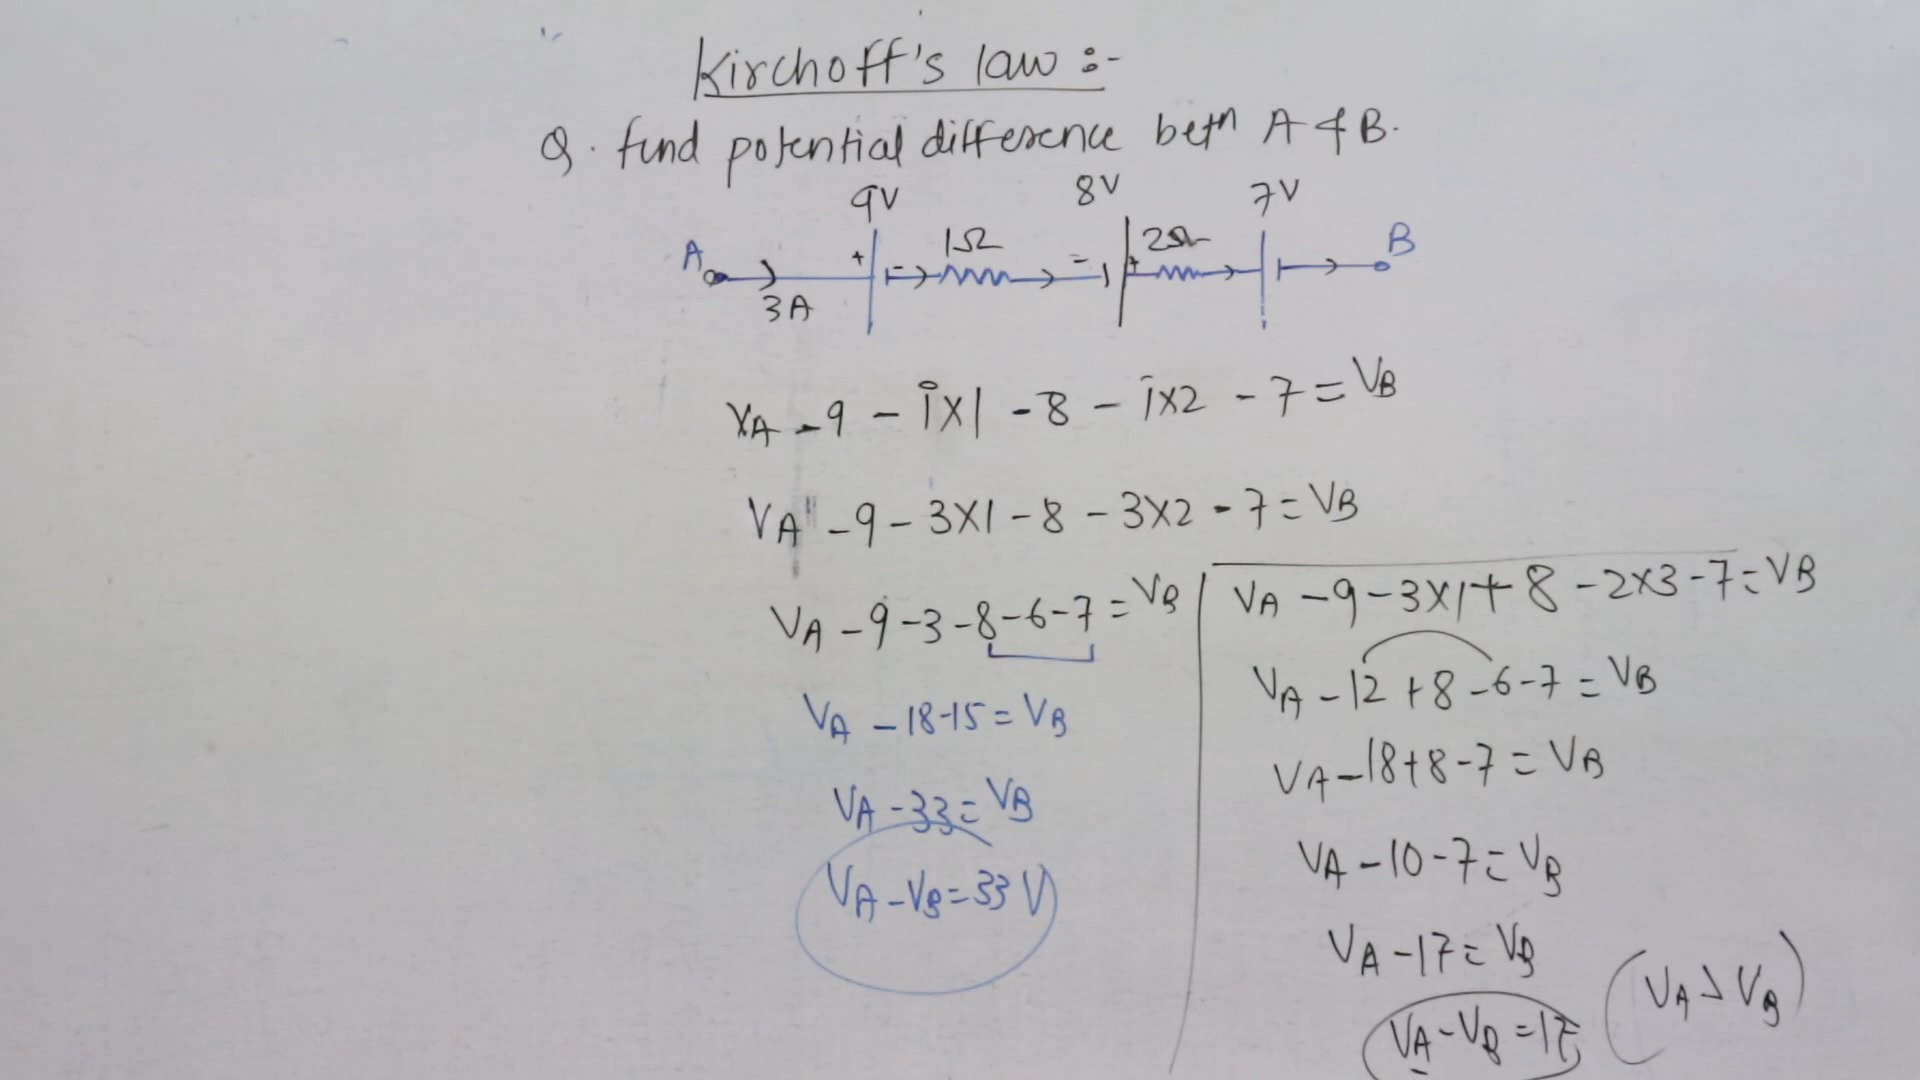 Kirchoff's law :-
Q. find potential difference betn A & B.
9V 8V 7V
A + - 1Ω - + 2Ω B
3A
VA - 9 - i×1 - 8 - i×2 - 7 = VB
VA - 9 - 3×1 - 8 - 3×2 - 7 = VB
VA - 9 - 3 - 8 - 6 - 7 = VB
VA - 18 - 15 = VB
VA - 33 = VB
VA - VB = 33 V
VA - 9 - 3×1 + 8 - 2×3 - 7 = VB
VA - 12 + 8 - 6 - 7 = VB
VA - 18 + 8 - 7 = VB
VA - 10 - 7 = VB
VA - 17 = VB
(VA > VB)
VA - VB = 17